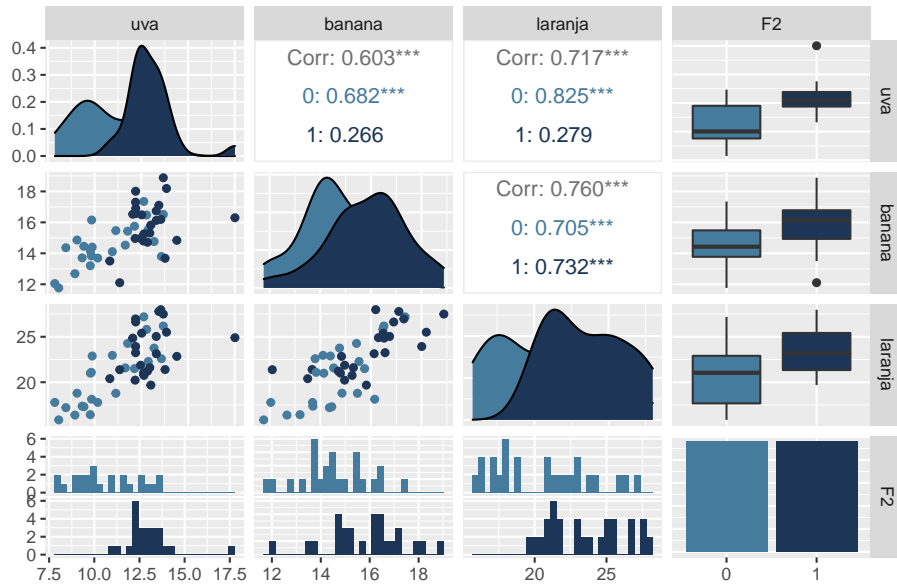 uva banana laranja F2
0.4
0.3
0.2
0.1
0.0
Corr: 0.603***
0: 0.682***
1: 0.266
Corr: 0.717***
0: 0.825***
1: 0.279
uva
18
16
14
12
Corr: 0.760***
0: 0.705***
1: 0.732***
banana
25
20
laranja
6
4
2
0
6
4
2
0
F2
7.5 10.0 12.5 15.0 17.5 12 14 16 18 20 25 0 1